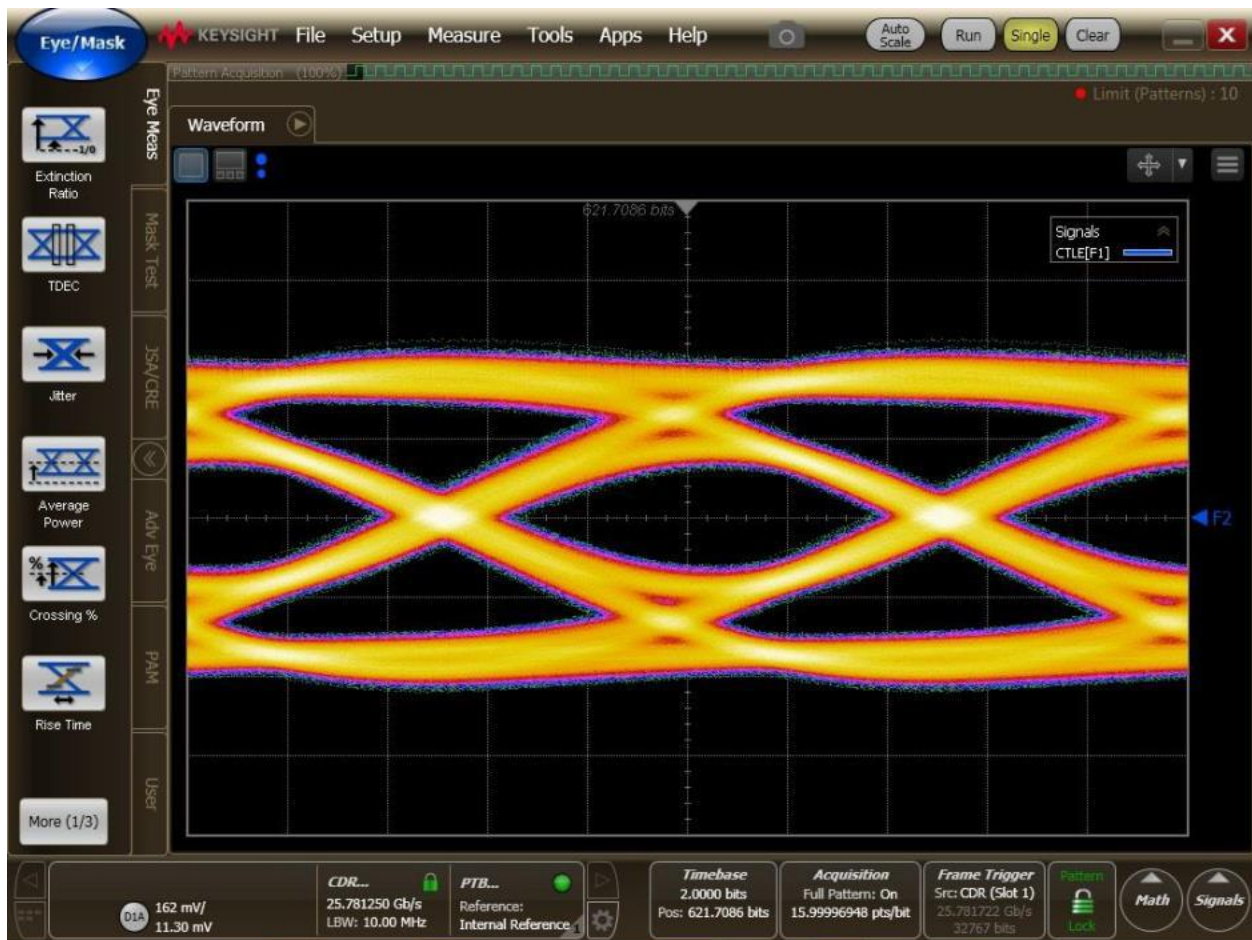 Eye/Mask
KEYSIGHT File Setup Measure Tools Apps Help
Auto
Scale
Run
Single
Clear
Pattern Acquisition (100%)
Limit (Patterns) : 10
Waveform
Eye Meas
Mask Test
JSA/CRE
Adv Eye
PAM
User
1/0
Extinction
Ratio
TDEC
Jitter
Average
Power
%
Crossing %
Rise Time
More (1/3)
621.7086 bits
Signals
CTLE[F1]
F2
D1A
162 mV/
11.30 mV
CDR...
25.781250 Gb/s
LBW: 10.00 MHz
PTB...
Reference:
Internal Reference
1
Timebase
2.0000 bits
Pos: 621.7086 bits
Acquisition
Full Pattern: On
15.99996948 pts/bit
Frame Trigger
Src: CDR (Slot 1)
25.781722 Gb/s
32767 bits
Pattern
Lock
Math
Signals